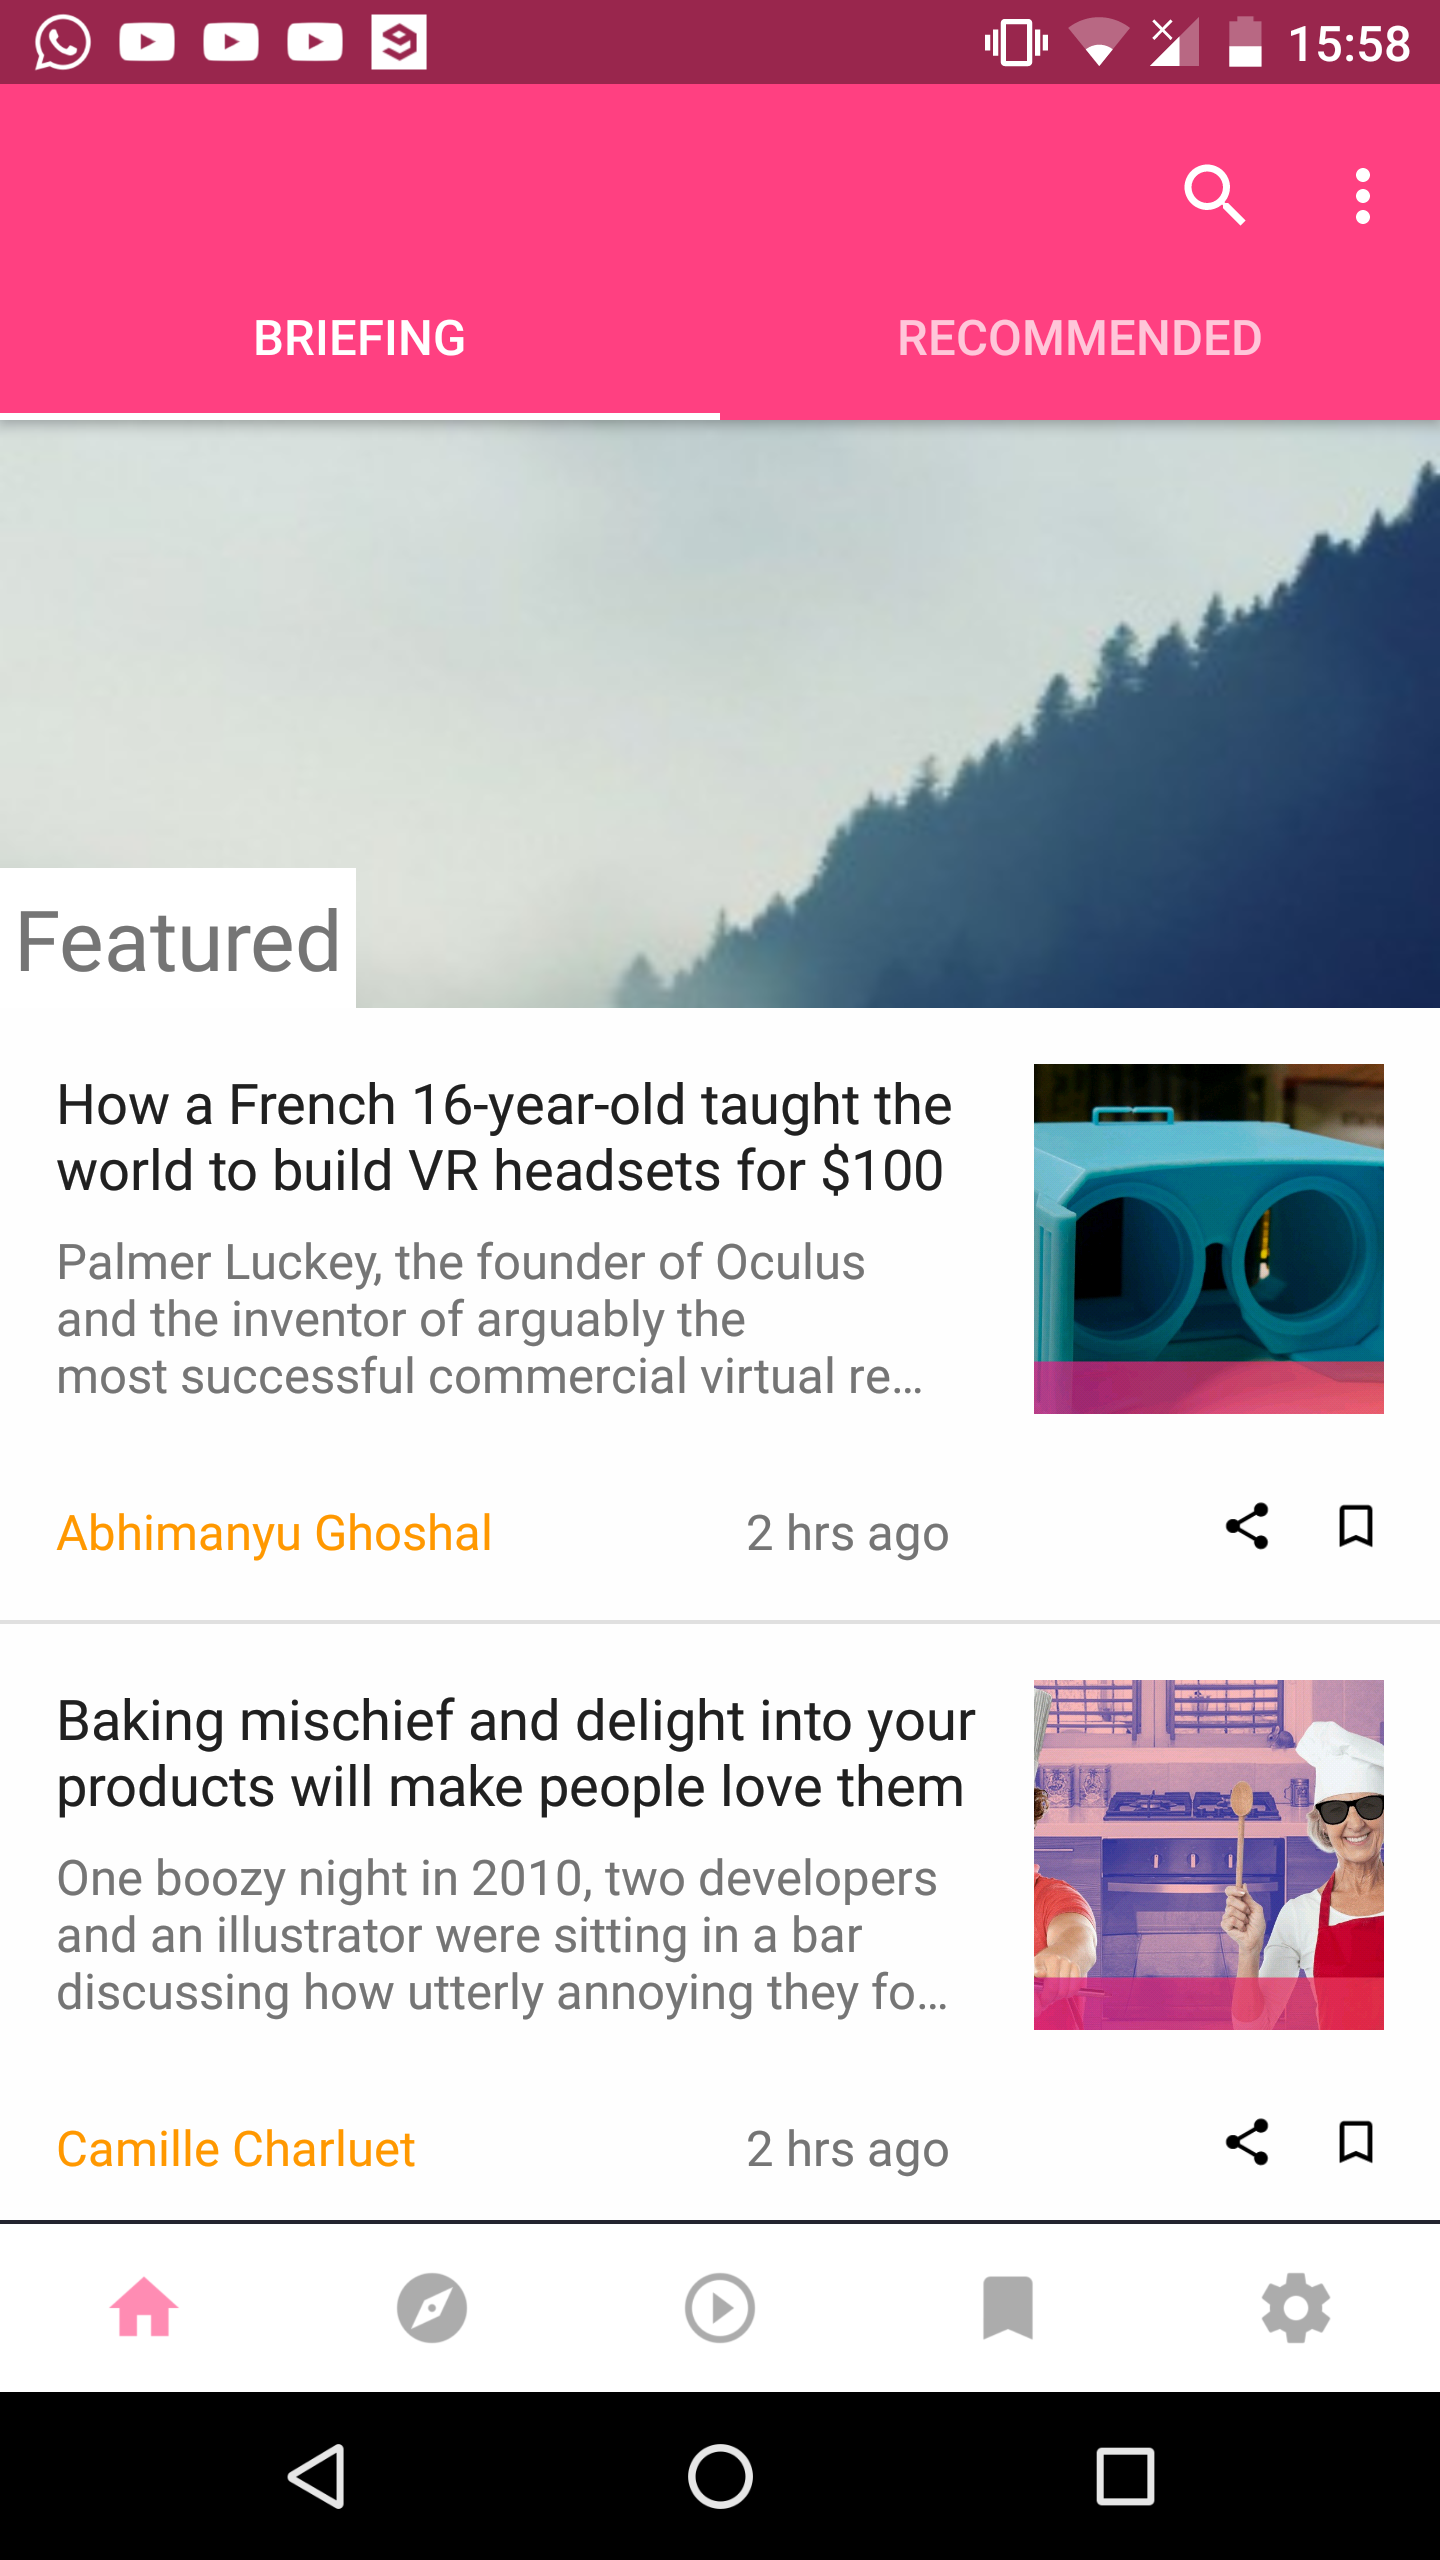 15:58
BRIEFING
RECOMMENDED
Featured
How a French 16-year-old taught the
world to build VR headsets for $100
Palmer Luckey, the founder of Oculus
and the inventor of arguably the
most successful commercial virtual re…
Abhimanyu Ghoshal
2 hrs ago
Baking mischief and delight into your
products will make people love them
One boozy night in 2010, two developers
and an illustrator were sitting in a bar
discussing how utterly annoying they fo…
Camille Charluet
2 hrs ago